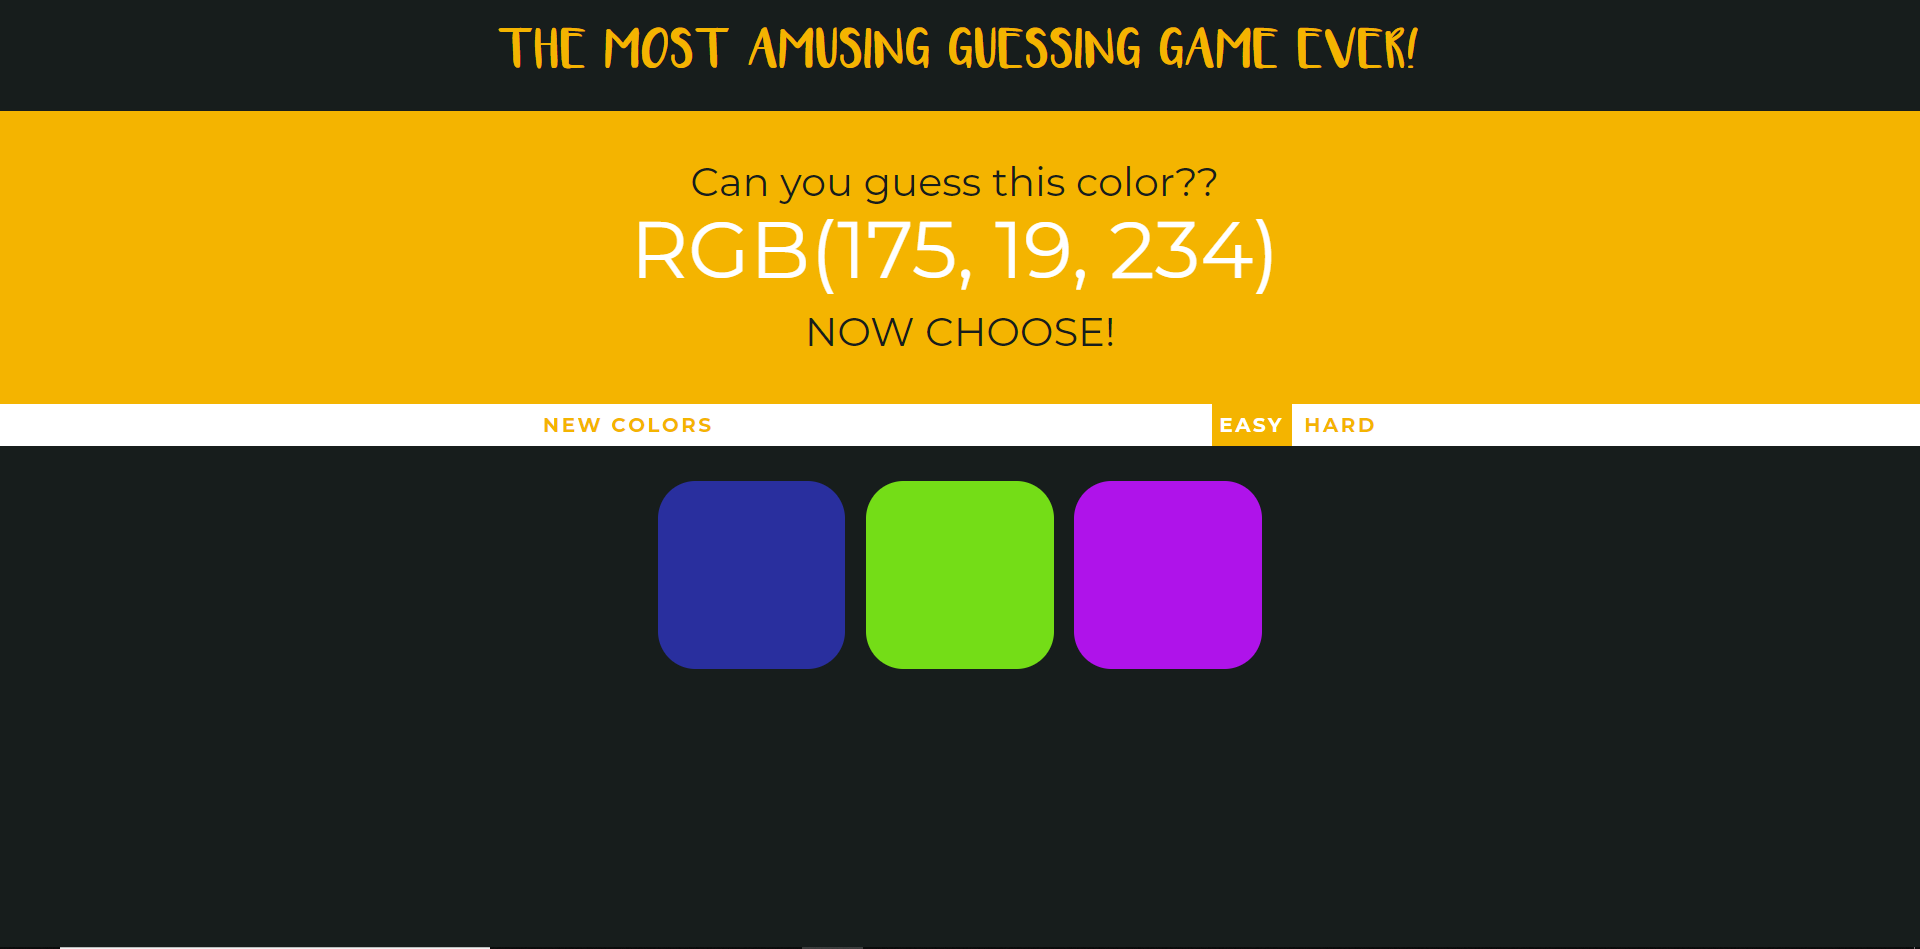 THE MOST AMUSING GUESSING GAME EVER!
Can you guess this color??
RGB(175, 19, 234)
NOW CHOOSE!
NEW COLORS EASY HARD